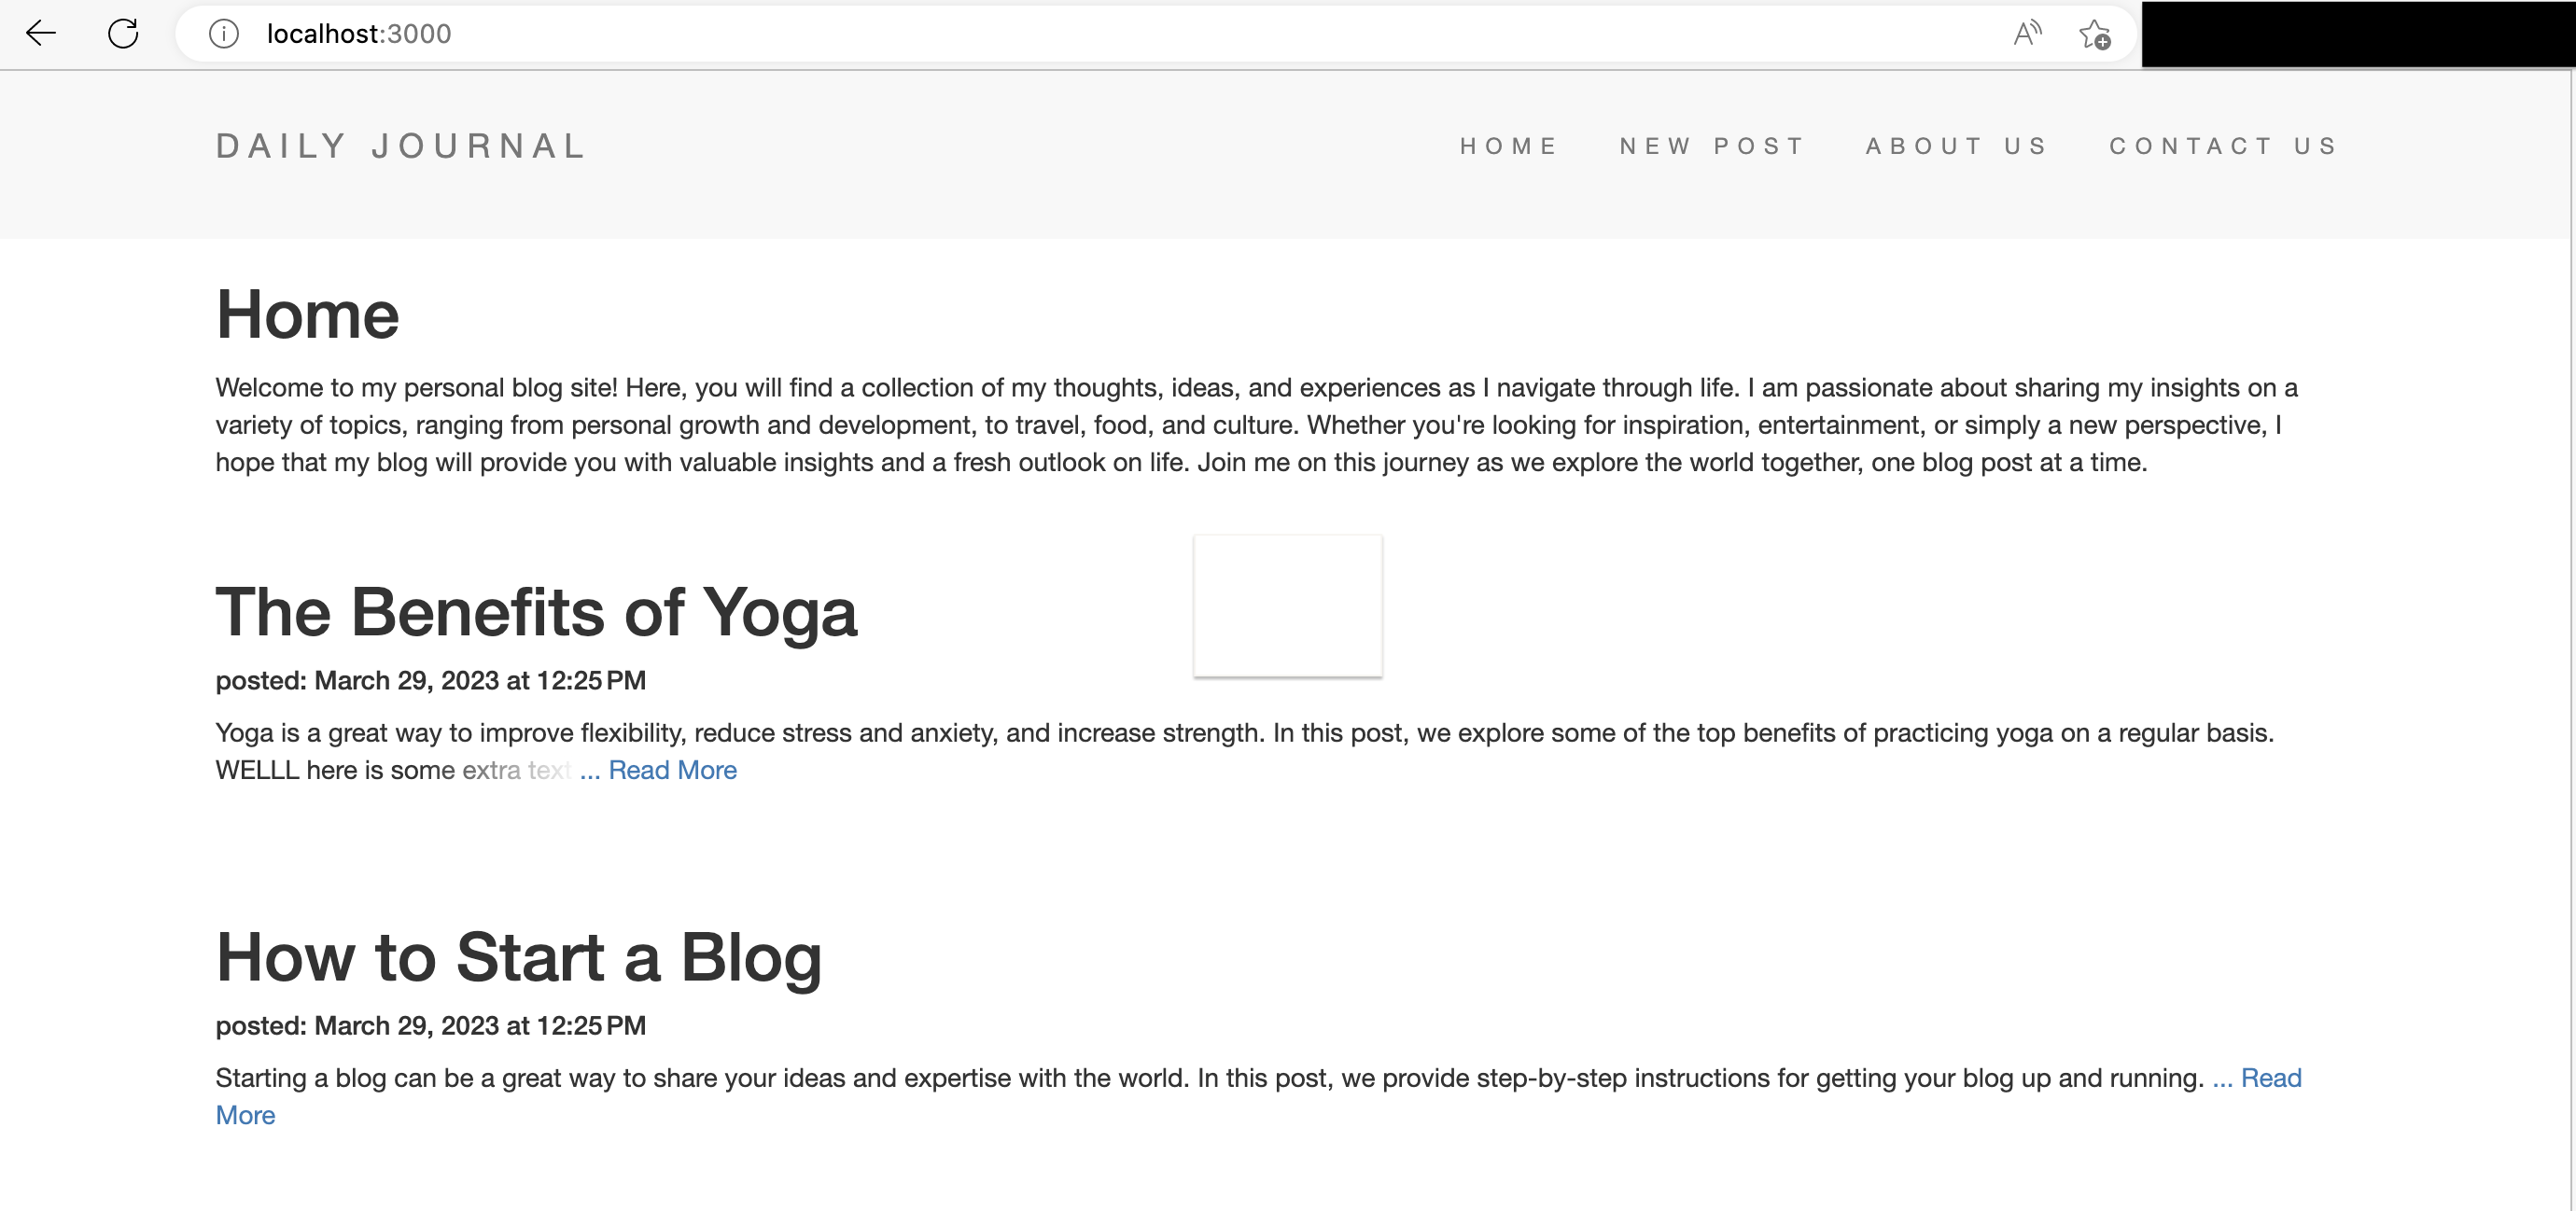 localhost:3000
DAILY JOURNAL
HOME NEW POST ABOUT US CONTACT US
Home
Welcome to my personal blog site! Here, you will find a collection of my thoughts, ideas, and experiences as I navigate through life. I am passionate about sharing my insights on a
variety of topics, ranging from personal growth and development, to travel, food, and culture. Whether you're looking for inspiration, entertainment, or simply a new perspective, I
hope that my blog will provide you with valuable insights and a fresh outlook on life. Join me on this journey as we explore the world together, one blog post at a time.
The Benefits of Yoga
posted: March 29, 2023 at 12:25 PM
Yoga is a great way to improve flexibility, reduce stress and anxiety, and increase strength. In this post, we explore some of the top benefits of practicing yoga on a regular basis.
WELLL here is some extra text ... Read More
How to Start a Blog
posted: March 29, 2023 at 12:25 PM
Starting a blog can be a great way to share your ideas and expertise with the world. In this post, we provide step-by-step instructions for getting your blog up and running. ... Read
More